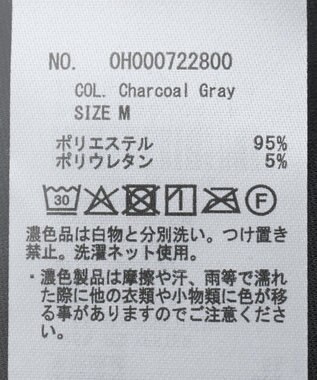 NO. OH000722800
COL. Charcoal Gray
SIZE M
ポリエステル 95%
ポリウレタン 5%
30 F
濃色品は白物と分別洗い。つけ置き
禁止。洗濯ネット使用。
・濃色製品は摩擦や汗、雨等で濡れ
た際に他の衣類や小物類に色が移
る事がありますのでご注意くださ
い。